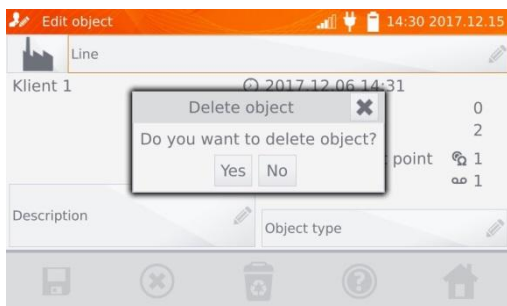 Edit object
14:30 2017.12.15
Line
Klient 1
2017.12.06 14:31
Delete object
0
Do you want to delete object?
2
Yes No
point
1
1
Description
Object type